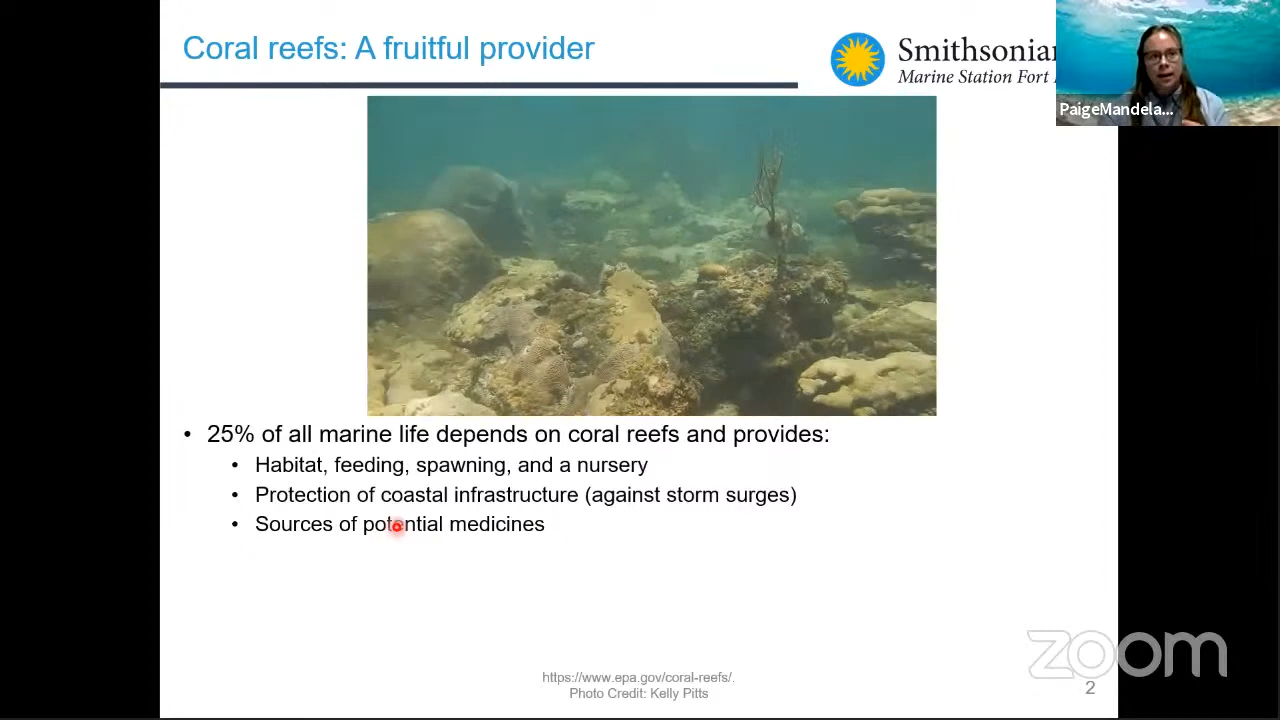 Coral reefs: A fruitful provider
Smithsonian
Marine Station Fort
PaigeMandela...
• 25% of all marine life depends on coral reefs and provides:
• Habitat, feeding, spawning, and a nursery
• Protection of coastal infrastructure (against storm surges)
• Sources of potential medicines
https://www.epa.gov/coral-reefs/.
Photo Credit: Kelly Pitts
zoom
2